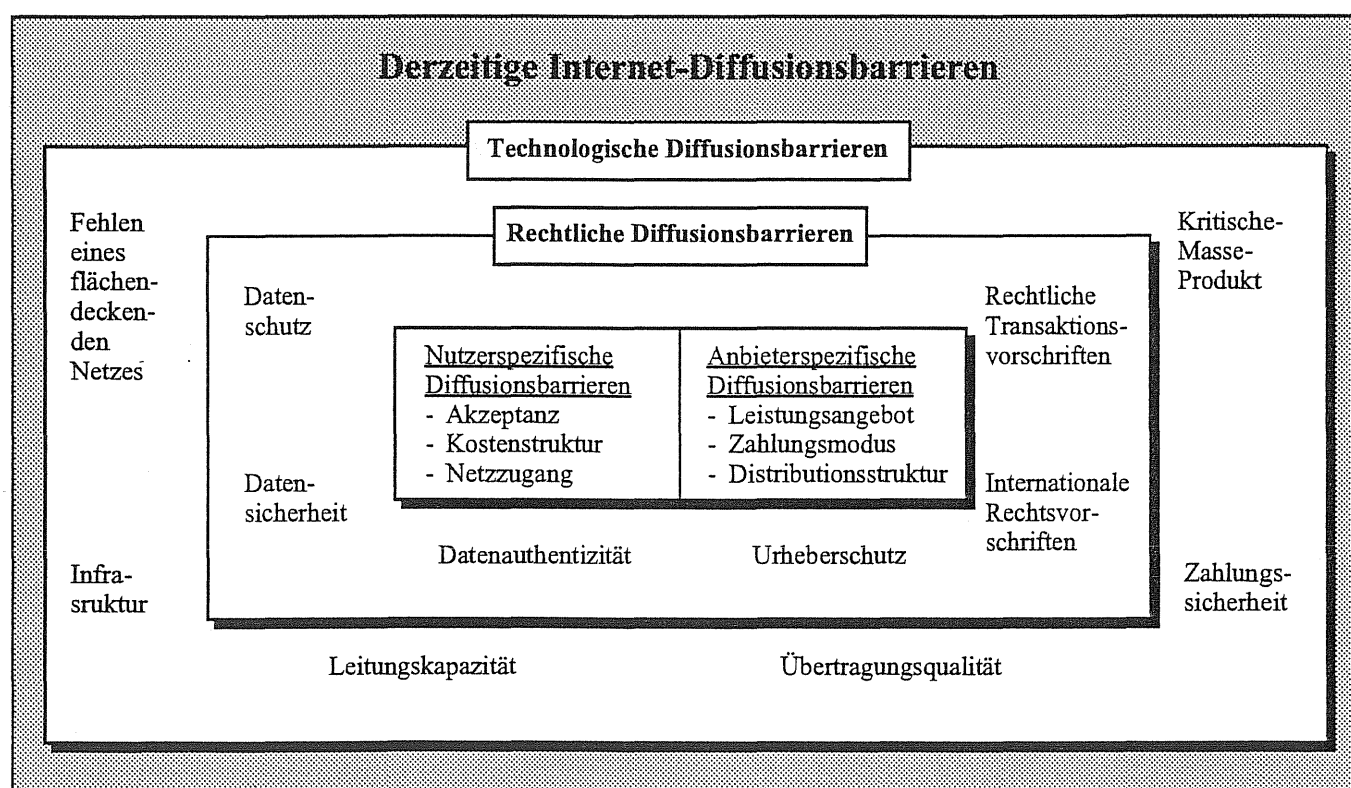 Derzeitige Internet-Diffusionsbarrieren
Technologische Diffusionsbarrieren
Fehlen
eines
flächen-
decken-
den
Netzes
Infra-
sruktur
Kritische-
Masse-
Produkt
Zahlungs-
sicherheit
Leitungskapazität
Übertragungsqualität
Rechtliche Diffusionsbarrieren
Daten-
schutz
Daten-
sicherheit
Rechtliche
Transaktions-
vorschriften
Internationale
Rechtsvor-
schriften
Datenauthentizität
Urheberschutz
Nutzerspezifische
Diffusionsbarrieren
- Akzeptanz
- Kostenstruktur
- Netzzugang
Anbieterspezifische
Diffusionsbarrieren
- Leistungsangebot
- Zahlungsmodus
- Distributionsstruktur